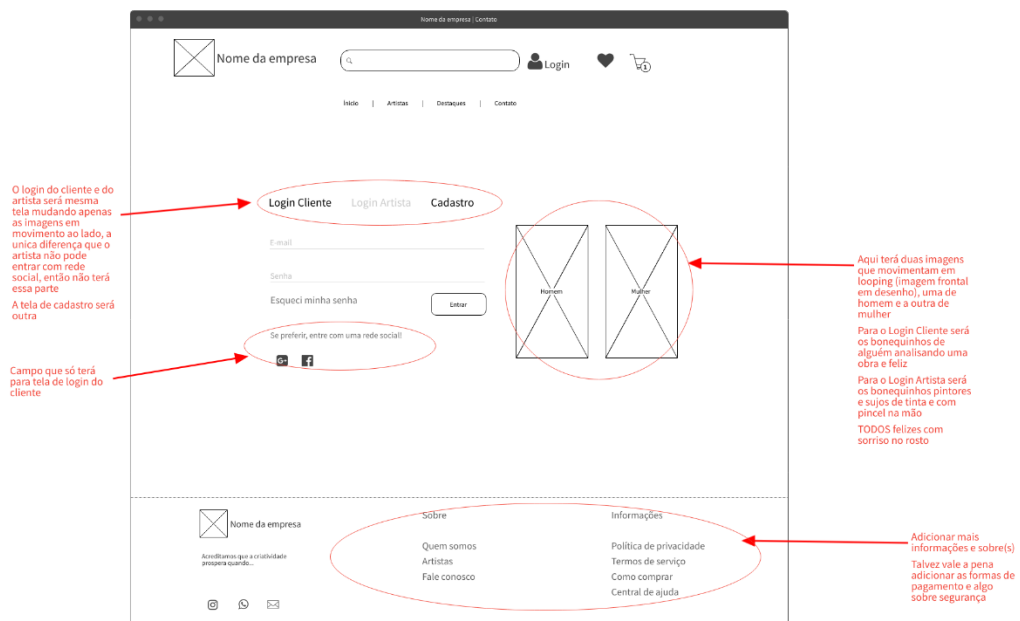 Nome da empresa | Contato
Nome da empresa
Login
1
Início | Artistas | Destaques | Contato
O login do cliente e do
artista será mesma
tela mudando apenas
as imagens em
movimento ao lado, a
unica diferença que o
artista não pode
entrar com rede
social, então não terá
essa parte
A tela de cadastro será
outra
Login Cliente Login Artista Cadastro
E-mail
Senha
Esqueci minha senha
Entrar
Se preferir, entre com uma rede social!
G+ f
Campo que só terá
para tela de login do
cliente
Homem
Mulher
Aqui terá duas imagens
que movimentam em
looping (imagem frontal
em desenho), uma de
homem e a outra de
mulher
Para o Login Cliente será
os bonequinhos de
alguém analisando uma
obra e feliz
Para o Login Artista será
os bonequinhos pintores
e sujos de tinta e com
pincel na mão
TODOS felizes com
sorriso no rosto
Nome da empresa
Acreditamos que a criatividade
prospera quando...
Sobre
Quem somos
Artistas
Fale conosco
Informações
Política de privacidade
Termos de serviço
Como comprar
Central de ajuda
Adicionar mais
informações e sobre(s)
Talvez vale a pena
adicionar as formas de
pagamento e algo
sobre segurança